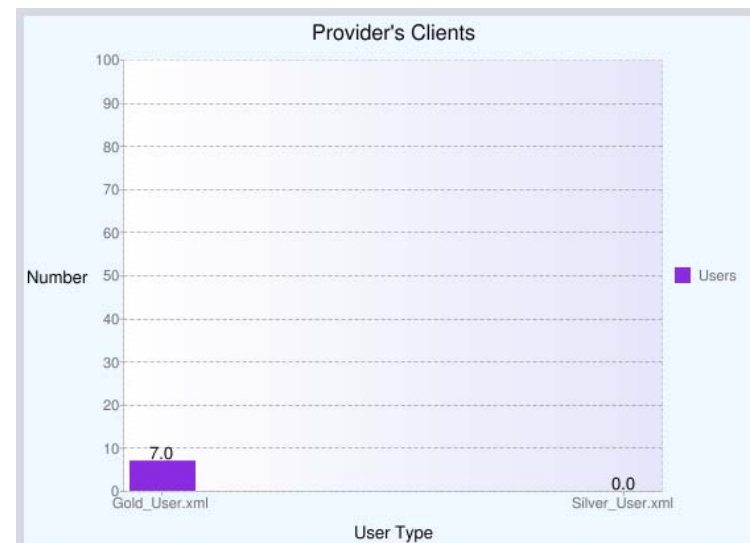 Provider's Clients
100
90
80
70
60
Number
50
Users
40
30
20
10
7.0
0
0.0
Gold_User.xml
Silver_User.xml
User Type